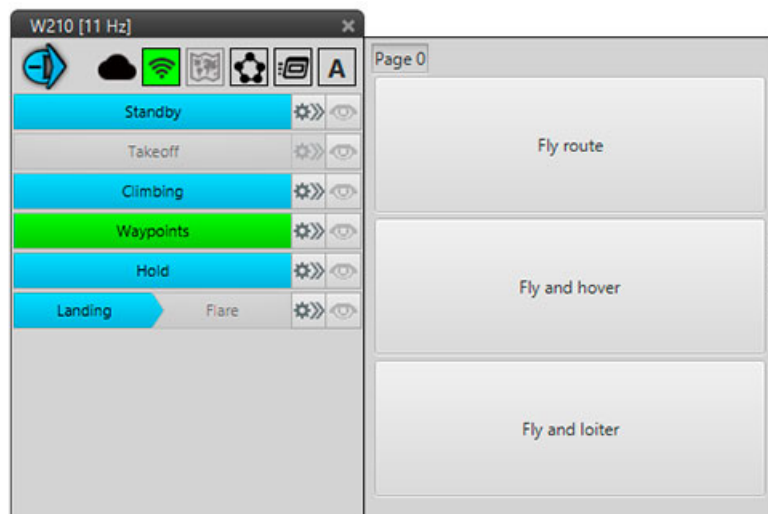 W210 [11 Hz]
A
Standby
Takeoff
Climbing
Waypoints
Hold
Landing Flare
Page 0
Fly route
Fly and hover
Fly and loiter